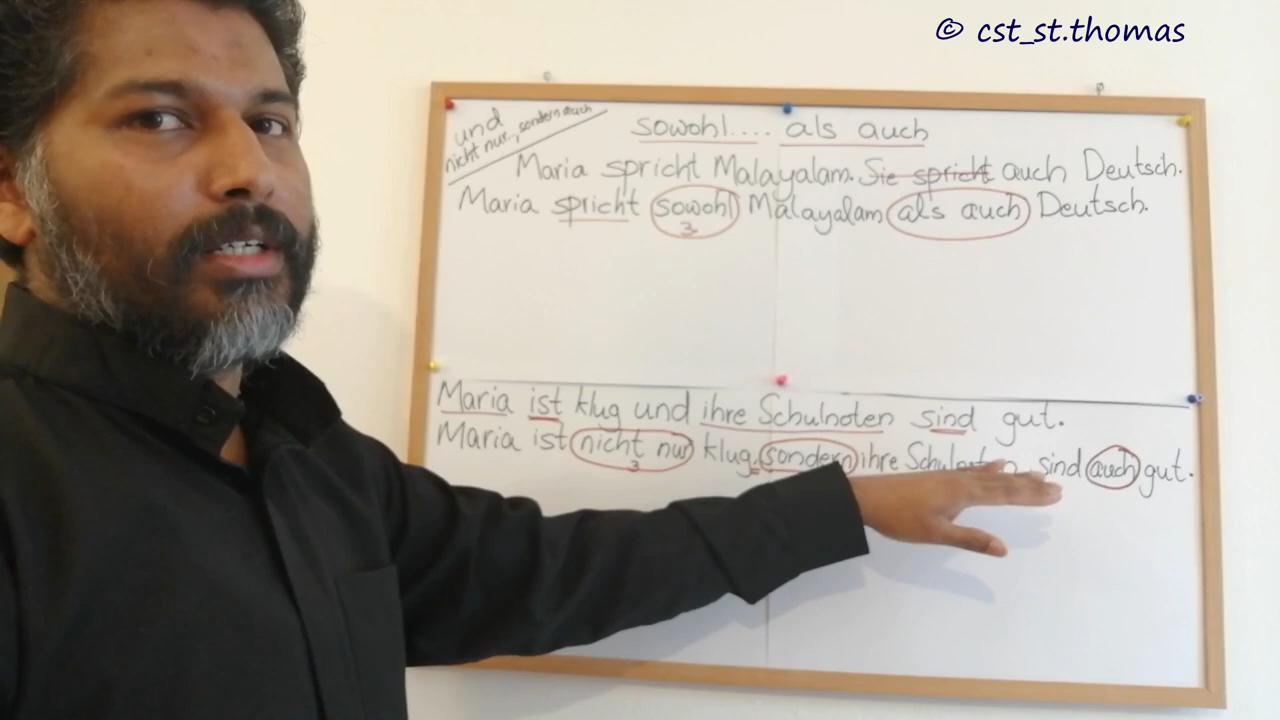 © cst_st.thomas
und
nicht nur.., sondern auch
sowohl.... als auch
Maria spricht Malayalam. Sie spricht auch Deutsch.
Maria spricht sowohl Malayalam als auch Deutsch.
3
Maria ist klug und ihre Schulnoten sind gut.
Maria ist nicht nur klug, sondern ihre Schulnoten sind auch gut.
3